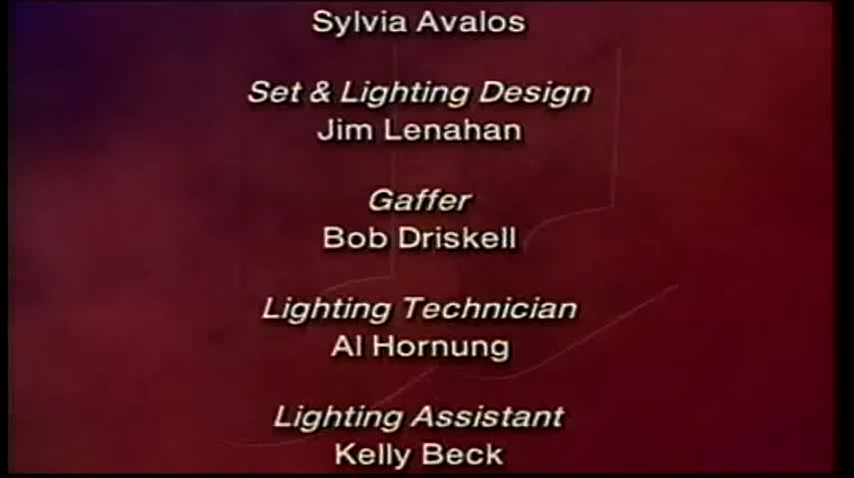 Sylvia Avalos
Set & Lighting Design
Jim Lenahan
Gaffer
Bob Driskell
Lighting Technician
Al Hornung
Lighting Assistant
Kelly Beck